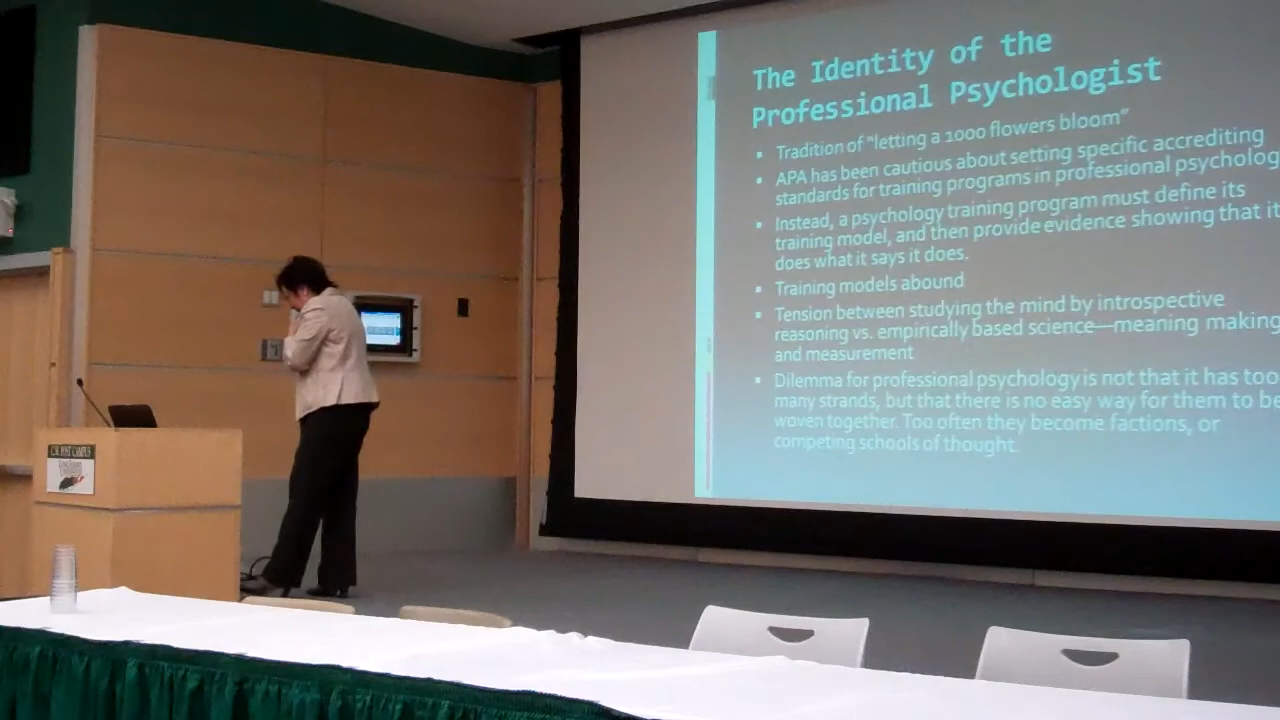 The Identity of the
Professional Psychologist
Tradition of "letting a 1000 flowers bloom"
APA has been cautious about setting specific accrediting
standards for training programs in professional psycholog
Instead, a psychology training program must define its
training model, and then provide evidence showing that it
does what it says it does.
Training models abound
Tension between studying the mind by introspective
reasoning vs. empirically based science—meaning making
and measurement
Dilemma for professional psychology is not that it has too
many strands, but that there is no easy way for them to be
woven together. Too often they become factions, or
competing schools of thought.
C.W. POST CAMPUS